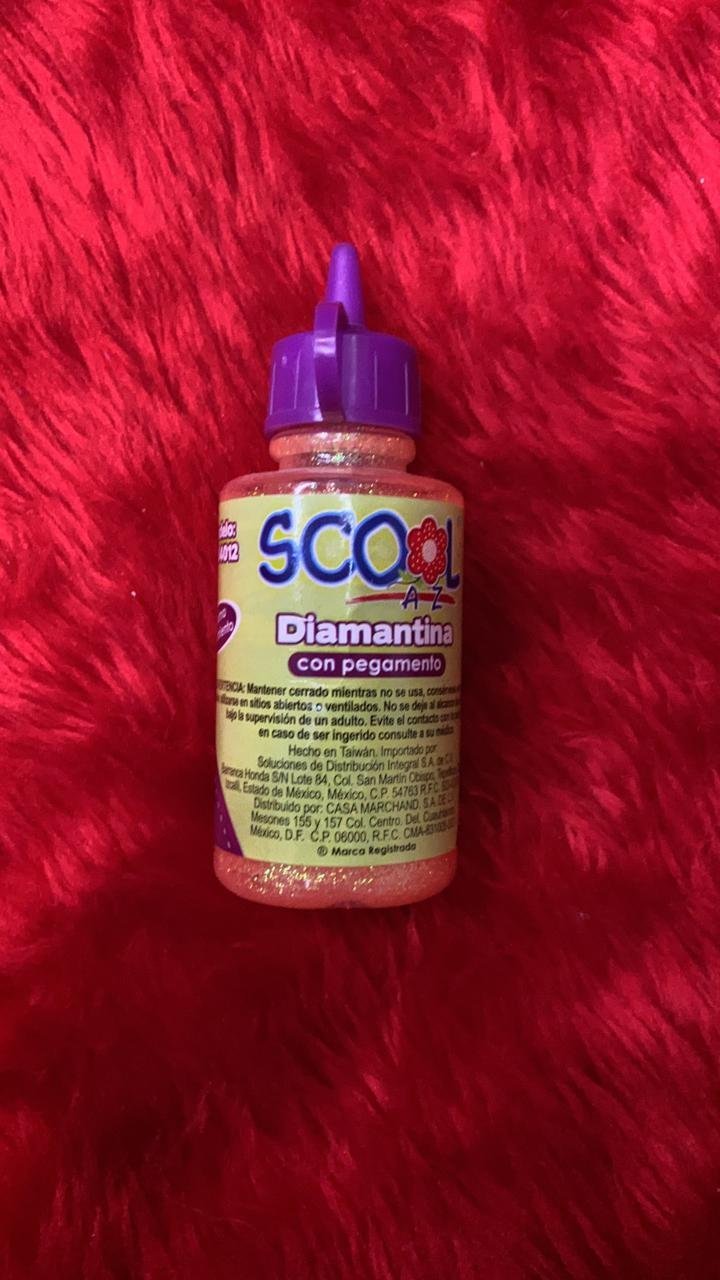 4012
SCOOL
A Z
Diamantina
con pegamento
Mantener cerrado mientras no se usa,
en sitios abiertos o ventilados. No se deje al
bajo la supervisión de un adulto. Evite el contacto con
en caso de ser ingerido consulte a su médico
Hecho en Taiwán. Importado por
Soluciones de Distribución Integral S.A. de C.V.
Barranca Honda S/N Lote 84, Col. San Martín Obispo,
Izcalli, Estado de México, México, C.P. 54763 R.F.C.
Distribuido por: CASA MARCHAND. S.A. DE
Mesones 155 y 157 Col. Centro. Del.
México, D.F. C.P. 06000, R.F.C.
® Marca Registrada